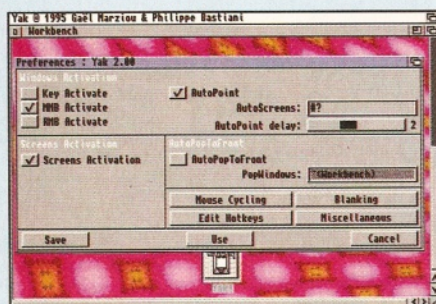 Yak © 1995 Gaël Marziou & Philippe Bastiani
Workbench
Preferences : Yak 2.00
Windows Activation
Key Activate
MMB Activate
RMB Activate
AutoPoint
AutoScreens: #?
AutoPoint delay: 2
Screens Activation
Screens Activation
AutoPopToFront
AutoPopToFront
PopWindows: ~(Workbench)
Mouse Cycling
Blanking
Edit Hotkeys
Miscellaneous
Save
Use
Cancel